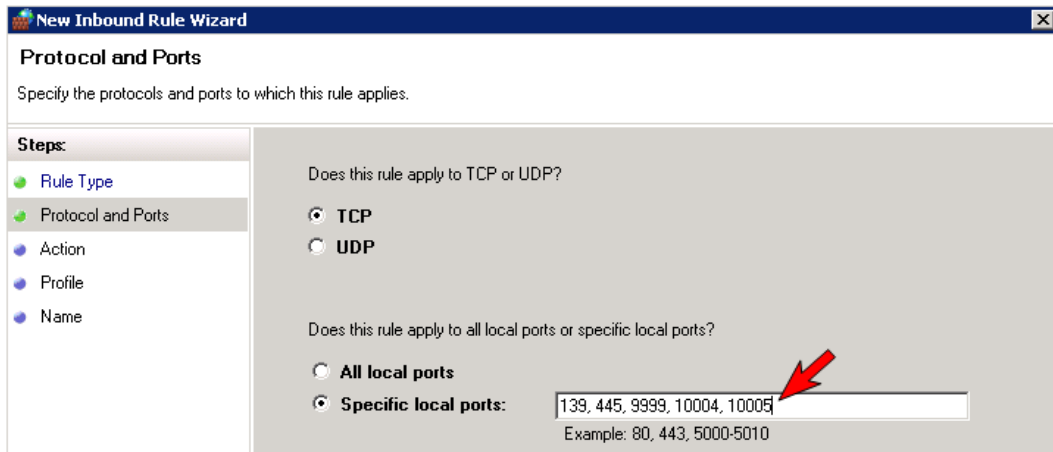 New Inbound Rule Wizard
Protocol and Ports
Specify the protocols and ports to which this rule applies.
Steps:
Rule Type
Protocol and Ports
Action
Profile
Name
Does this rule apply to TCP or UDP?
TCP
UDP
Does this rule apply to all local ports or specific local ports?
All local ports
Specific local ports: 139, 445, 9999, 10004, 10005
Example: 80, 443, 5000-5010